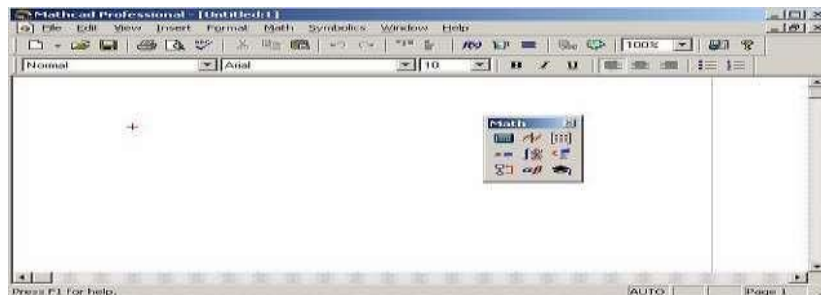 Mathcad Professional - [Untitled:1]
File Edit View Insert Format Math Symbolics Window Help
f(x) 100%
Normal Arial 10 B I U
Math
αβ
Press F1 for help. AUTO Page 1